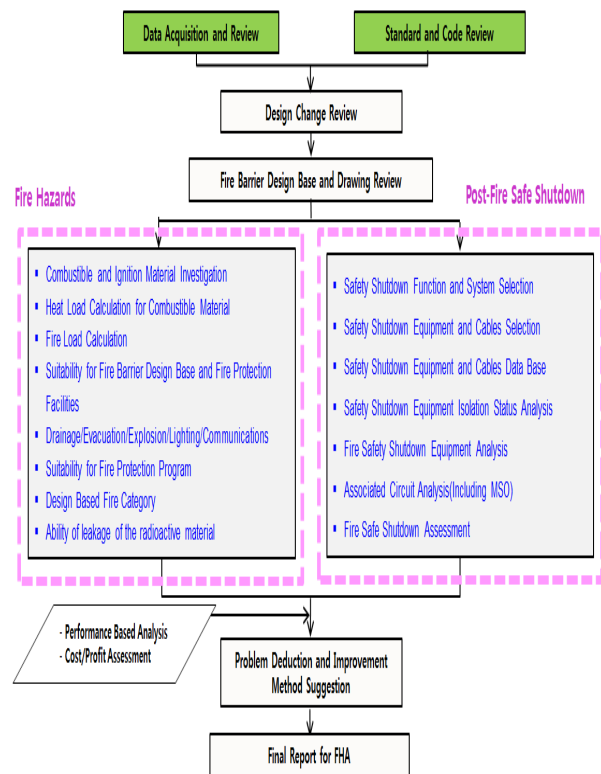 Data Acquisition and Review
Standard and Code Review
Design Change Review
Fire Barrier Design Base and Drawing Review
Fire Hazards
Post-Fire Safe Shutdown
▪ Combustible and Ignition Material Investigation
▪ Heat Load Calculation for Combustible Material
▪ Fire Load Calculation
▪ Suitability for Fire Barrier Design Base and Fire Protection
Facilities
▪ Drainage/Evacuation/Explosion/Lighting/Communications
▪ Suitability for Fire Protection Program
▪ Design Based Fire Category
▪ Ability of leakage of the radioactive material
▪ Safety Shutdown Function and System Selection
▪ Safety Shutdown Equipment and Cables Selection
▪ Safety Shutdown Equipment and Cables Data Base
▪ Safety Shutdown Equipment Isolation Status Analysis
▪ Fire Safety Shutdown Equipment Analysis
▪ Associated Circuit Analysis(Including MSO)
▪ Fire Safe Shutdown Assessment
- Performance Based Analysis
- Cost/Profit Assessment
Problem Deduction and Improvement
Method Suggestion
Final Report for FHA